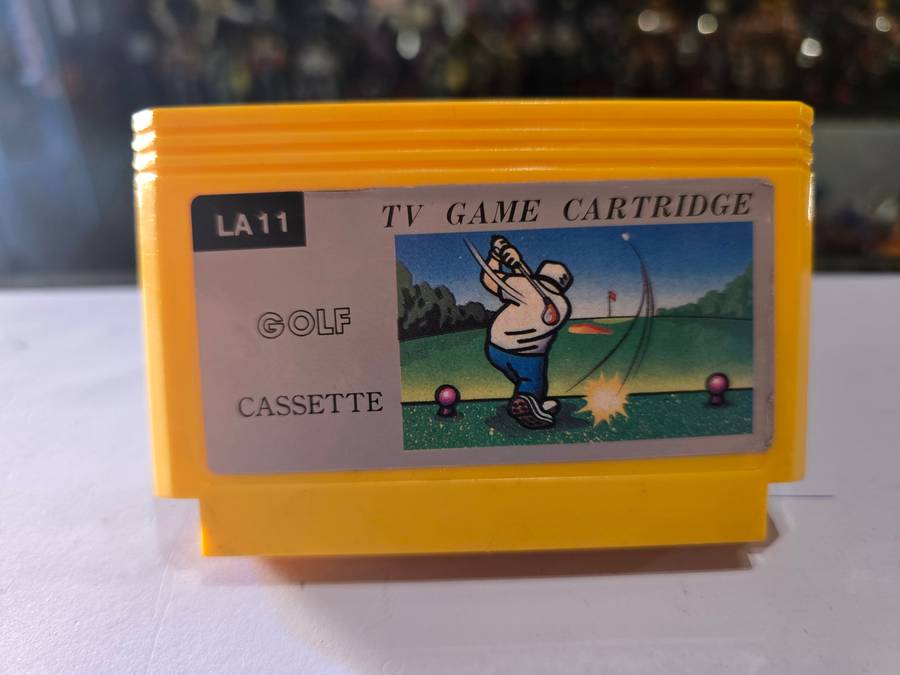 LA11
TV GAME CARTRIDGE
GOLF
CASSETTE